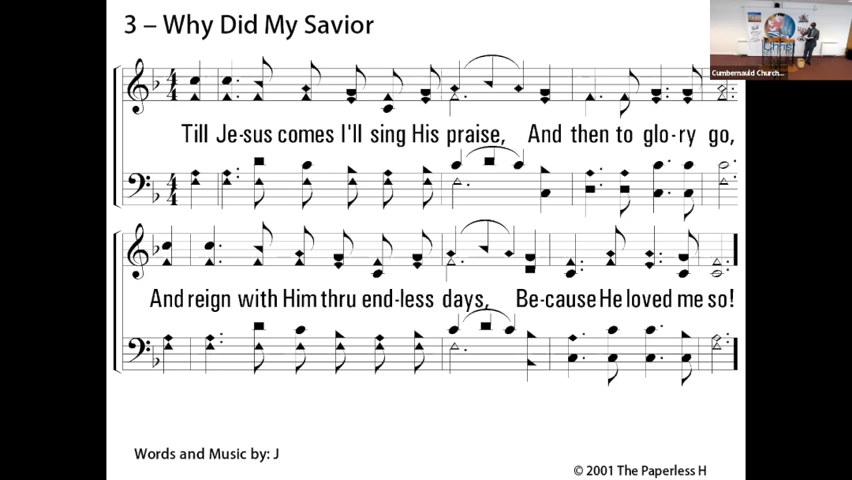 3 – Why Did My Savior
Till Je-sus comes I'll sing His praise, And then to glo-ry go,
And reign with Him thru end-less days, Be-cause He loved me so!
Words and Music by: J
© 2001 The Paperless H
Christ
Cumbernauld Church...